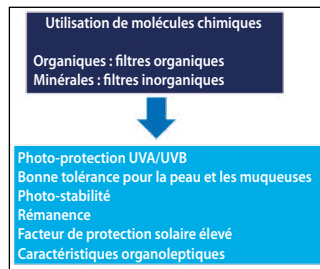 Utilisation de molécules chimiques
Organiques : filtres organiques
Minérales : filtres inorganiques
Photo-protection UVA/UVB
Bonne tolérance pour la peau et les muqueuses
Photo-stabilité
Rémanence
Facteur de protection solaire élevé
Caractéristiques organoleptiques